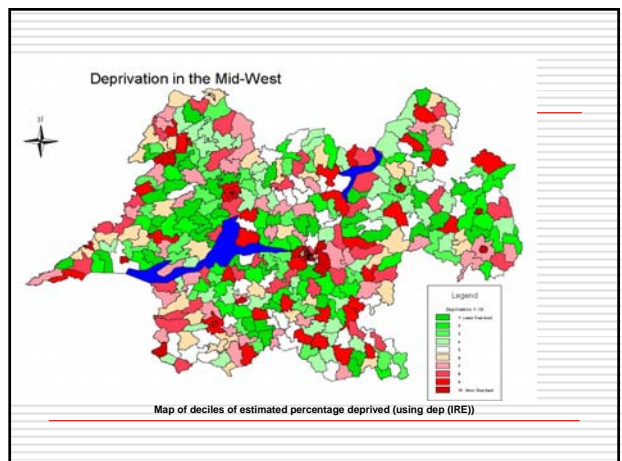 Deprivation in the Mid-West
N
Legend
Deprivation 1-10
1 Least Deprived
2
3
4
5
6
7
8
9
10 Most Deprived
Map of deciles of estimated percentage deprived (using dep (IRE))